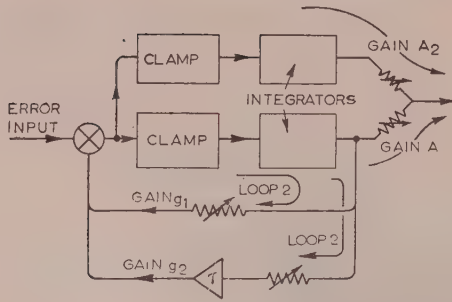 GAIN A2
CLAMP
INTEGRATORS
ERROR
INPUT
CLAMP
GAIN A
LOOP 2
GAIN g1
LOOP 2
GAIN g2
τ